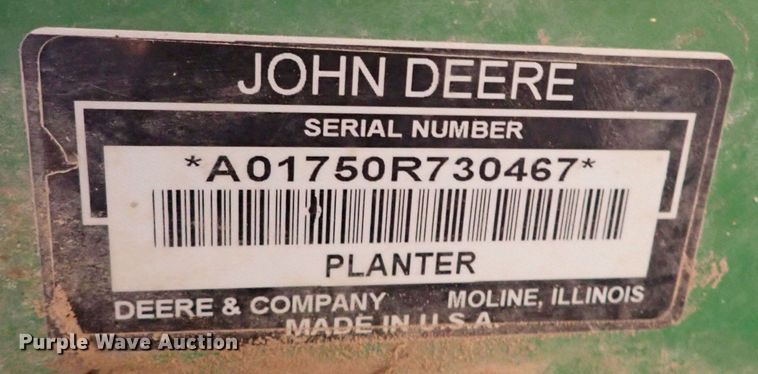 JOHN DEERE
SERIAL NUMBER
*A01750R730467*
PLANTER
DEERE & COMPANY MOLINE, ILLINOIS
MADE IN U.S.A.
Purple Wave Auction